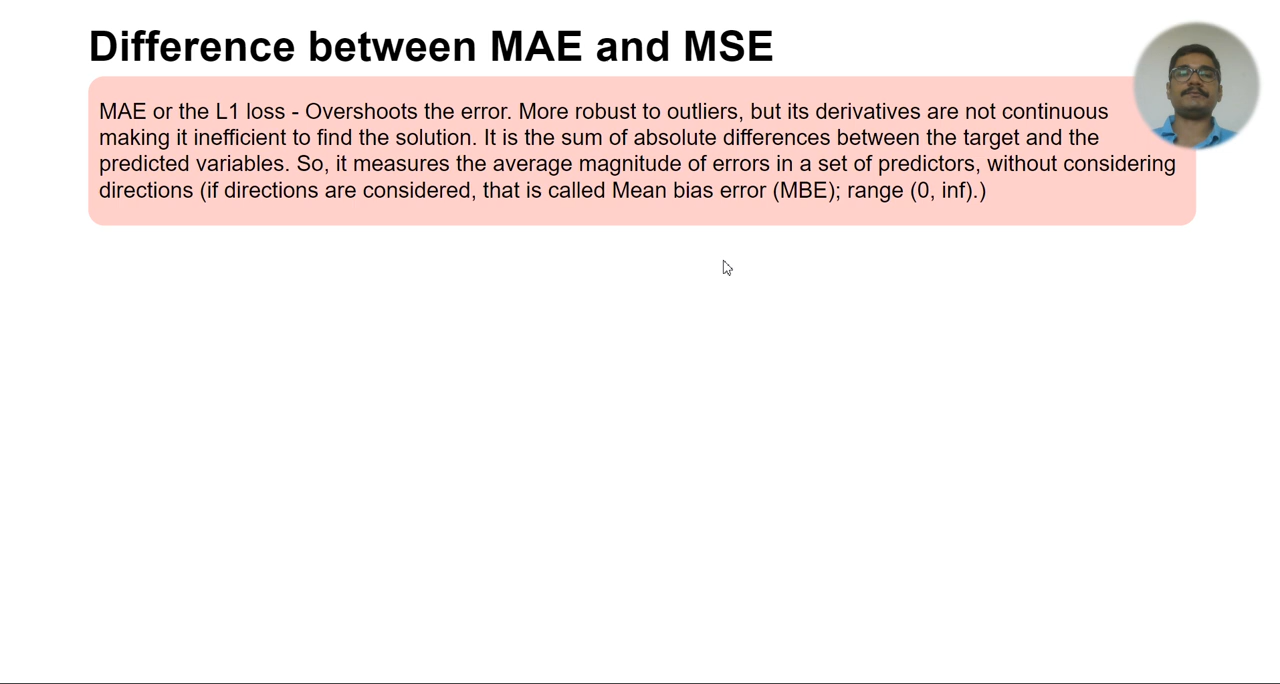 Difference between MAE and MSE
MAE or the L1 loss - Overshoots the error. More robust to outliers, but its derivatives are not continuous
making it inefficient to find the solution. It is the sum of absolute differences between the target and the
predicted variables. So, it measures the average magnitude of errors in a set of predictors, without considering
directions (if directions are considered, that is called Mean bias error (MBE); range (0, inf).)